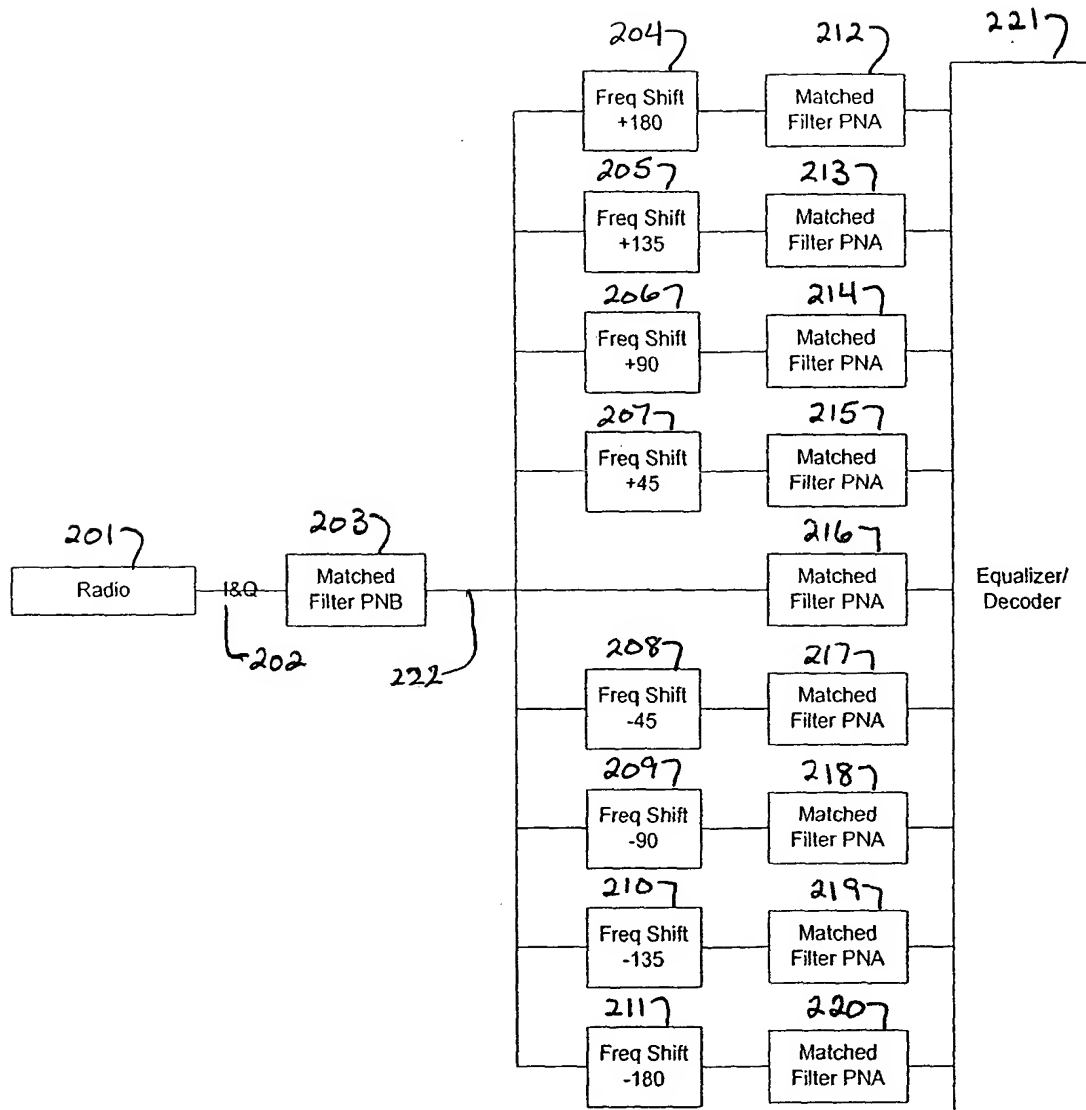 204 212 221
Freq Shift
+180
Matched
Filter PNA
205 213
Freq Shift
+135
Matched
Filter PNA
206 214
Freq Shift
+90
Matched
Filter PNA
207 215
Freq Shift
+45
Matched
Filter PNA
201 203 216
Radio
I&Q
Matched
Filter PNB
Matched
Filter PNA
Equalizer/
Decoder
202 222
208 217
Freq Shift
-45
Matched
Filter PNA
209 218
Freq Shift
-90
Matched
Filter PNA
210 219
Freq Shift
-135
Matched
Filter PNA
211 220
Freq Shift
-180
Matched
Filter PNA